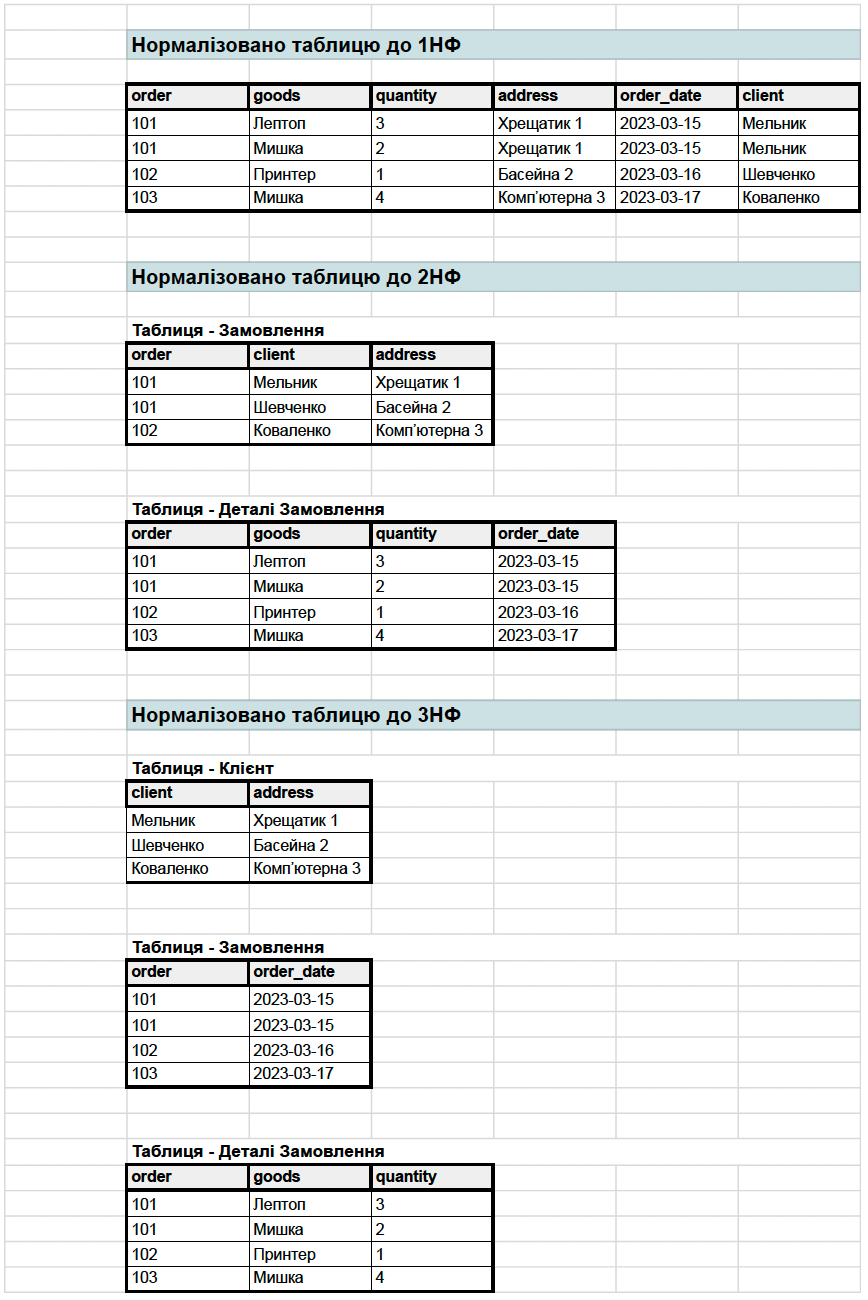 Нормалізовано таблицю до 1НФ
order goods quantity address order_date client
101 Лептоп 3 Хрещатик 1 2023-03-15 Мельник
101 Мишка 2 Хрещатик 1 2023-03-15 Мельник
102 Принтер 1 Басейна 2 2023-03-16 Шевченко
103 Мишка 4 Комп’ютерна 3 2023-03-17 Коваленко
Нормалізовано таблицю до 2НФ
Таблиця - Замовлення
order client address
101 Мельник Хрещатик 1
101 Шевченко Басейна 2
102 Коваленко Комп’ютерна 3
Таблиця - Деталі Замовлення
order goods quantity order_date
101 Лептоп 3 2023-03-15
101 Мишка 2 2023-03-15
102 Принтер 1 2023-03-16
103 Мишка 4 2023-03-17
Нормалізовано таблицю до 3НФ
Таблиця - Клієнт
client address
Мельник Хрещатик 1
Шевченко Басейна 2
Коваленко Комп’ютерна 3
Таблиця - Замовлення
order order_date
101 2023-03-15
101 2023-03-15
102 2023-03-16
103 2023-03-17
Таблиця - Деталі Замовлення
order goods quantity
101 Лептоп 3
101 Мишка 2
102 Принтер 1
103 Мишка 4